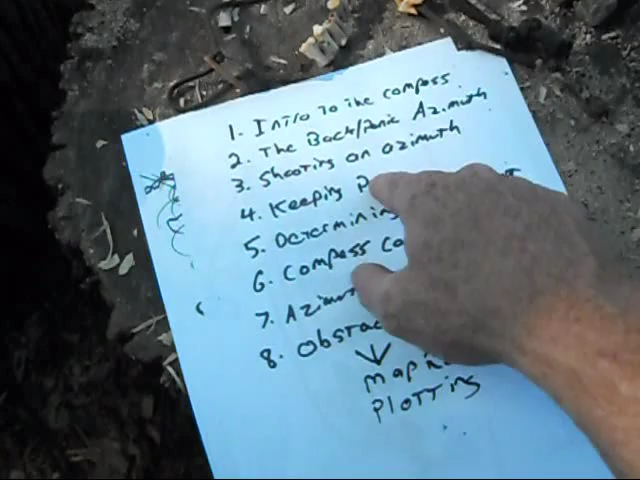 1. Intro To The Compass
2. The Back/Panic Azimuth
3. Shooting an azimuth
4. Keeping
5. Determining
6. Compass
7.
8.
Map
Plotting